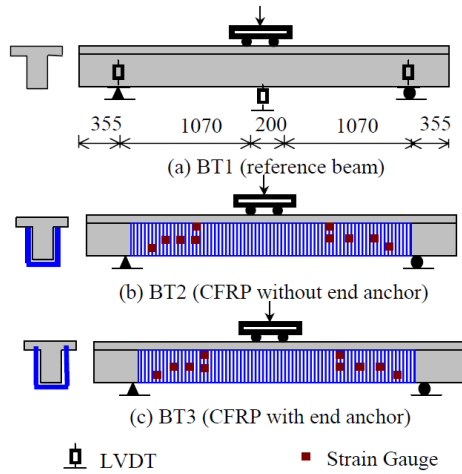 355 1070 200 1070 355
(a) BT1 (reference beam)
(b) BT2 (CFRP without end anchor)
(c) BT3 (CFRP with end anchor)
LVDT Strain Gauge